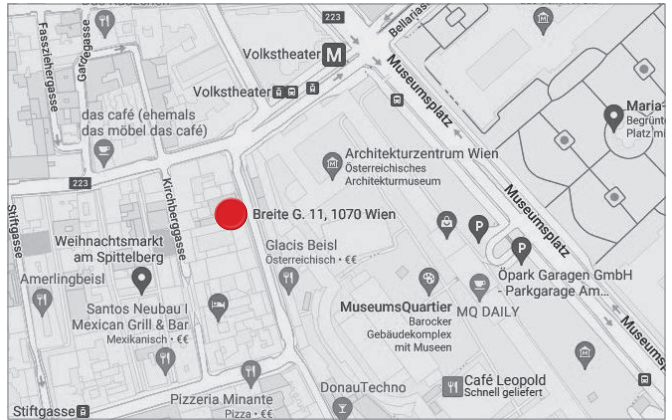 223
Bellarias
Fassziehergasse
Gardegasse
Volkstheater
M
Museumsplatz
Volkstheater
das café (ehemals
das möbel das café)
Maria-
Begrünte
Platz mi
Architekturzentrum Wien
Österreichisches
Architekturmuseum
223
Kirchberggasse
Stiftgasse
Breite G. 11, 1070 Wien
P
P
Museumsplatz
Weihnachtsmarkt
am Spittelberg
Glacis Beisl
Österreichisch • €€
Amerlingbeisl
Öpark Garagen GmbH
- Parkgarage Am...
Santos Neubau |
Mexican Grill & Bar
Mexikanisch • €€
MuseumsQuartier
Barocker
Gebäudekomplex
mit Museen
MQ DAILY
Museums
Café Leopold
Schnell geliefert
Pizzeria Minante
Pizza • €€
DonauTechno
Stiftgasse